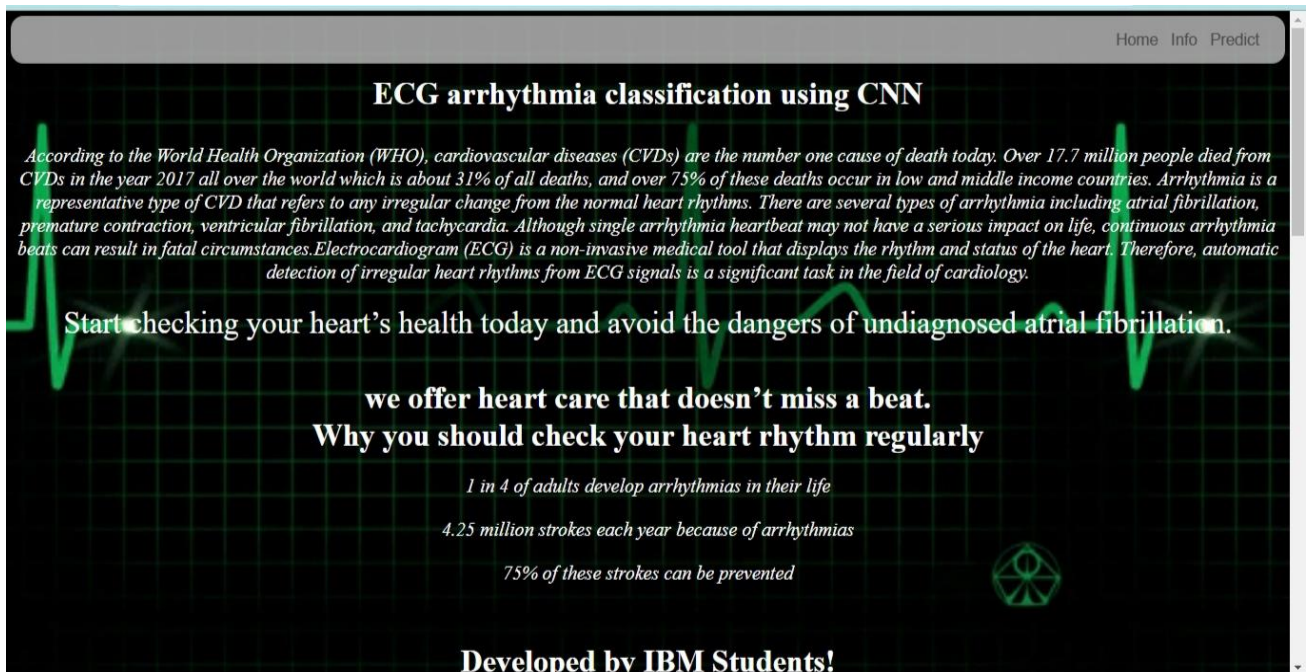 Home Info Predict
ECG arrhythmia classification using CNN
According to the World Health Organization (WHO), cardiovascular diseases (CVDs) are the number one cause of death today. Over 17.7 million people died from
CVDs in the year 2017 all over the world which is about 31% of all deaths, and over 75% of these deaths occur in low and middle income countries. Arrhythmia is a
representative type of CVD that refers to any irregular change from the normal heart rhythms. There are several types of arrhythmia including atrial fibrillation,
premature contraction, ventricular fibrillation, and tachycardia. Although single arrhythmia heartbeat may not have a serious impact on life, continuous arrhythmia
beats can result in fatal circumstances.Electrocardiogram (ECG) is a non-invasive medical tool that displays the rhythm and status of the heart. Therefore, automatic
detection of irregular heart rhythms from ECG signals is a significant task in the field of cardiology.
Start checking your heart’s health today and avoid the dangers of undiagnosed atrial fibrillation.
we offer heart care that doesn’t miss a beat.
Why you should check your heart rhythm regularly
1 in 4 of adults develop arrhythmias in their life
4.25 million strokes each year because of arrhythmias
75% of these strokes can be prevented
Developed by IBM Students!